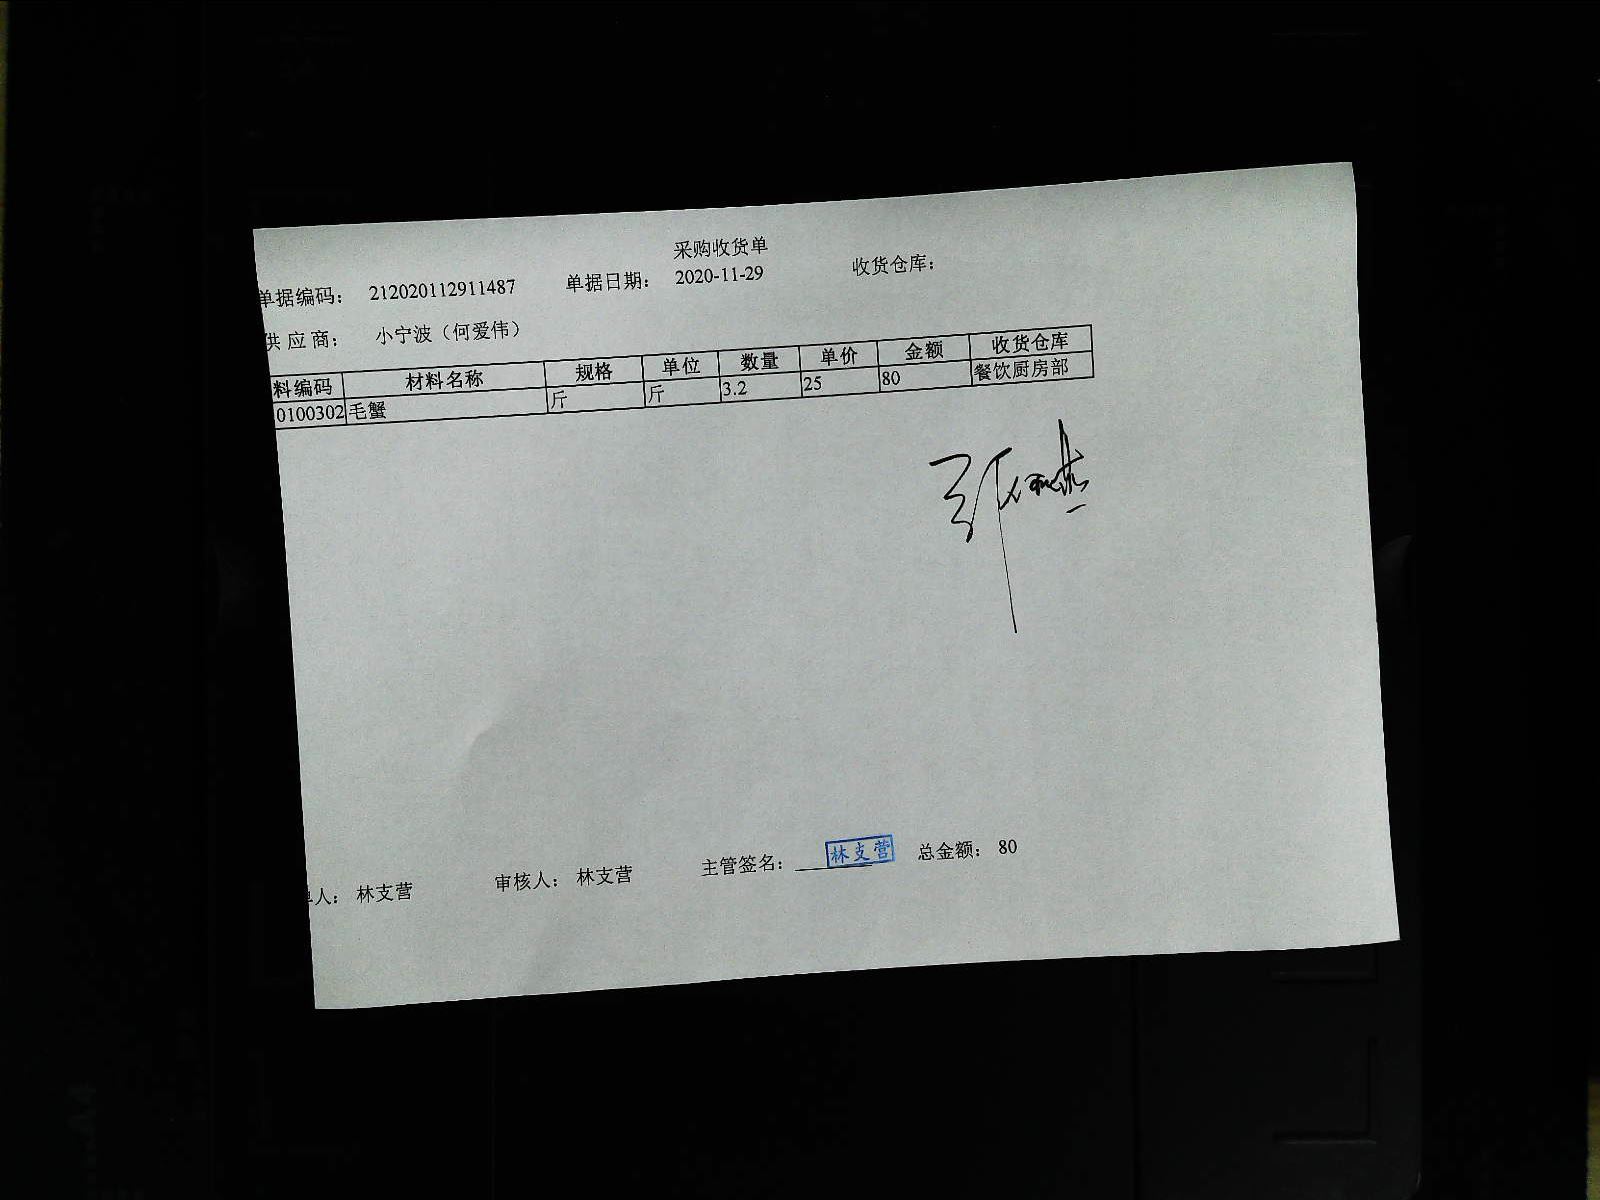 采购收货单
单据编码： 212020112911487 单据日期： 2020-11-29 收货仓库：
供应商： 小宁波（何爱伟）
料编码 材料名称 规格 单位 数量 单价 金额 收货仓库
0100302 毛蟹 斤 斤 3.2 25 80 餐饮厨房部
单人： 林支营 审核人： 林支营 主管签名： 林支营 总金额： 80